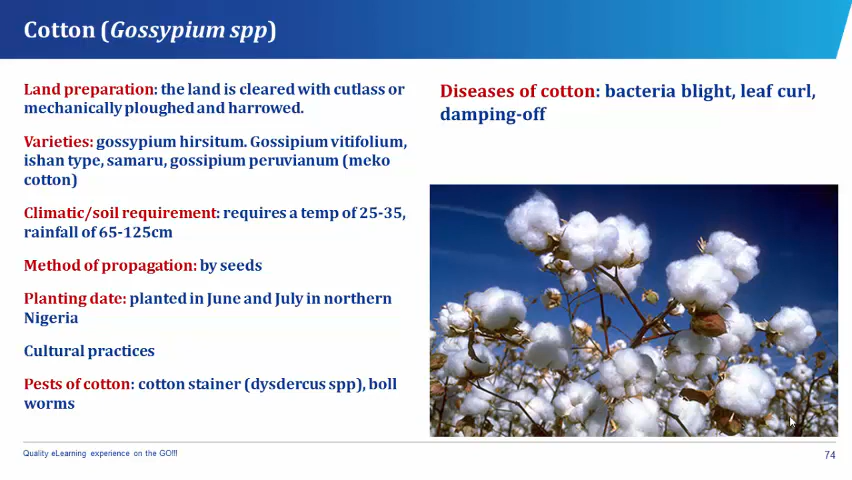 Cotton (Gossypium spp)
Land preparation: the land is cleared with cutlass or
mechanically ploughed and harrowed.
Varieties: gossypium hirsitum. Gossipium vitifolium,
ishan type, samaru, gossipium peruvianum (meko
cotton)
Climatic/soil requirement: requires a temp of 25-35,
rainfall of 65-125cm
Method of propagation: by seeds
Planting date: planted in June and July in northern
Nigeria
Cultural practices
Pests of cotton: cotton stainer (dysdercus spp), boll
worms
Diseases of cotton: bacteria blight, leaf curl,
damping-off
Quality eLearning experience on the GO!!!
74